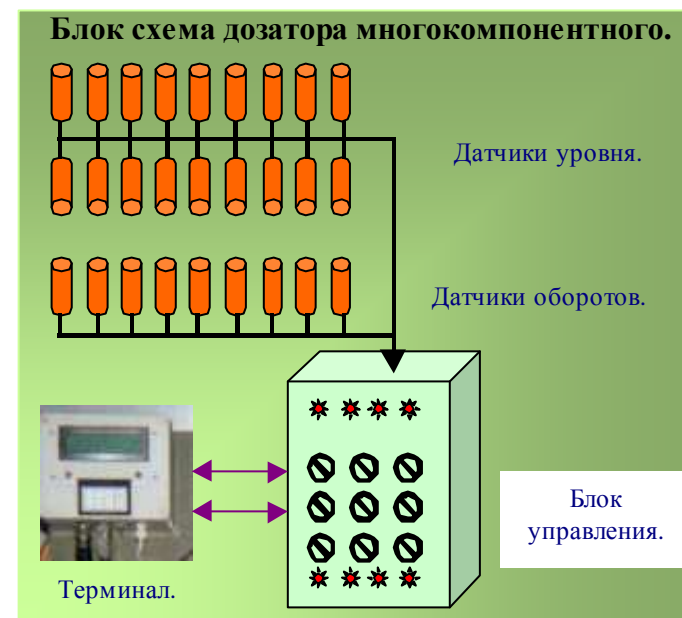 Блок схема дозатора многокомпонентного.
Датчики уровня.
Датчики оборотов.
Блок
управления.
Терминал.